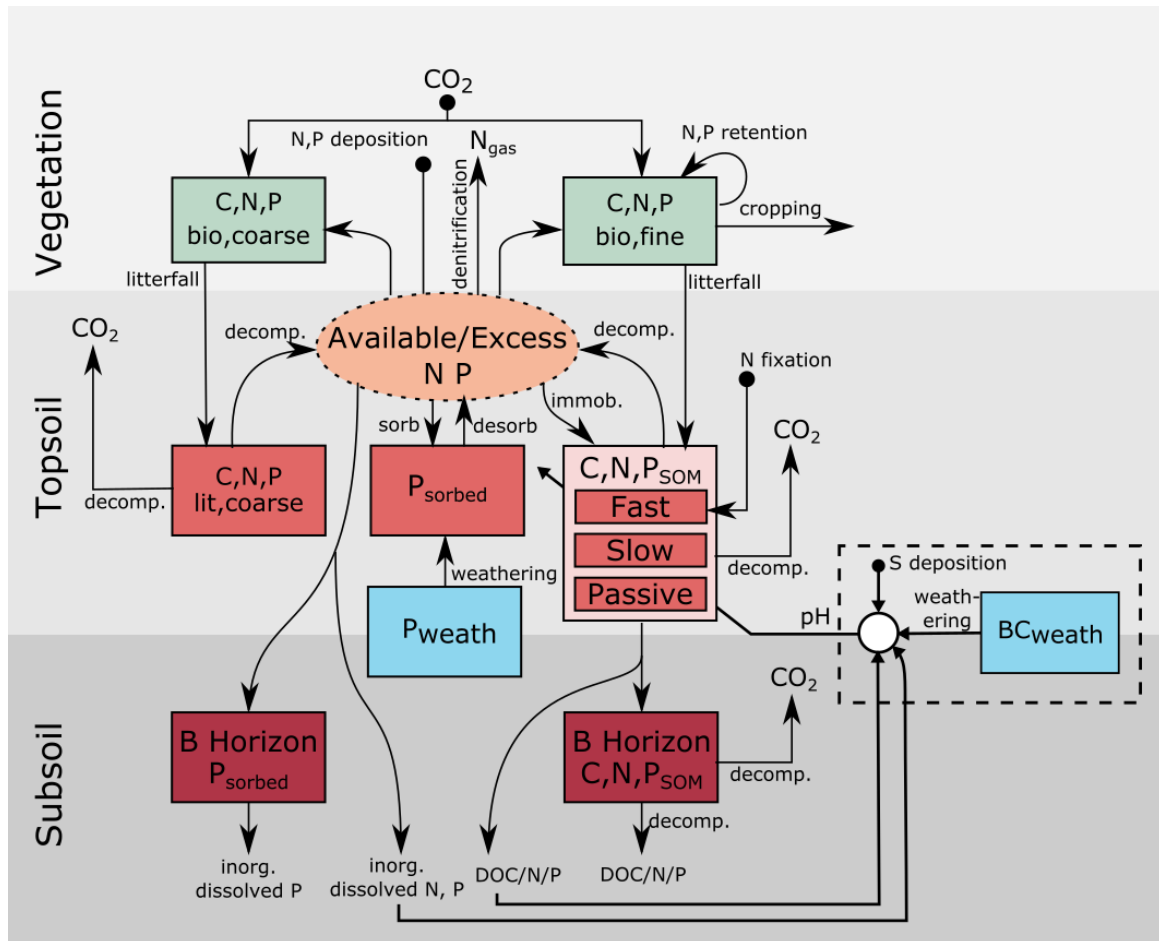 Vegetation
Topsoil
Subsoil
CO2
N,P deposition
Ngas
denitrification
N,P retention
C,N,P
bio,coarse
C,N,P
bio,fine
cropping
litterfall
litterfall
CO2
decomp.
Available/Excess
N P
decomp.
N fixation
sorb
desorb
immob.
CO2
decomp.
C,N,P
lit,coarse
Psorbed
C,N,PSOM
Fast
Slow
Passive
decomp.
weathering
Pweath
S deposition
pH
weath-
ering
BCweath
CO2
B Horizon
Psorbed
B Horizon
C,N,PSOM
decomp.
decomp.
inorg.
dissolved P
inorg.
dissolved N, P
DOC/N/P
DOC/N/P